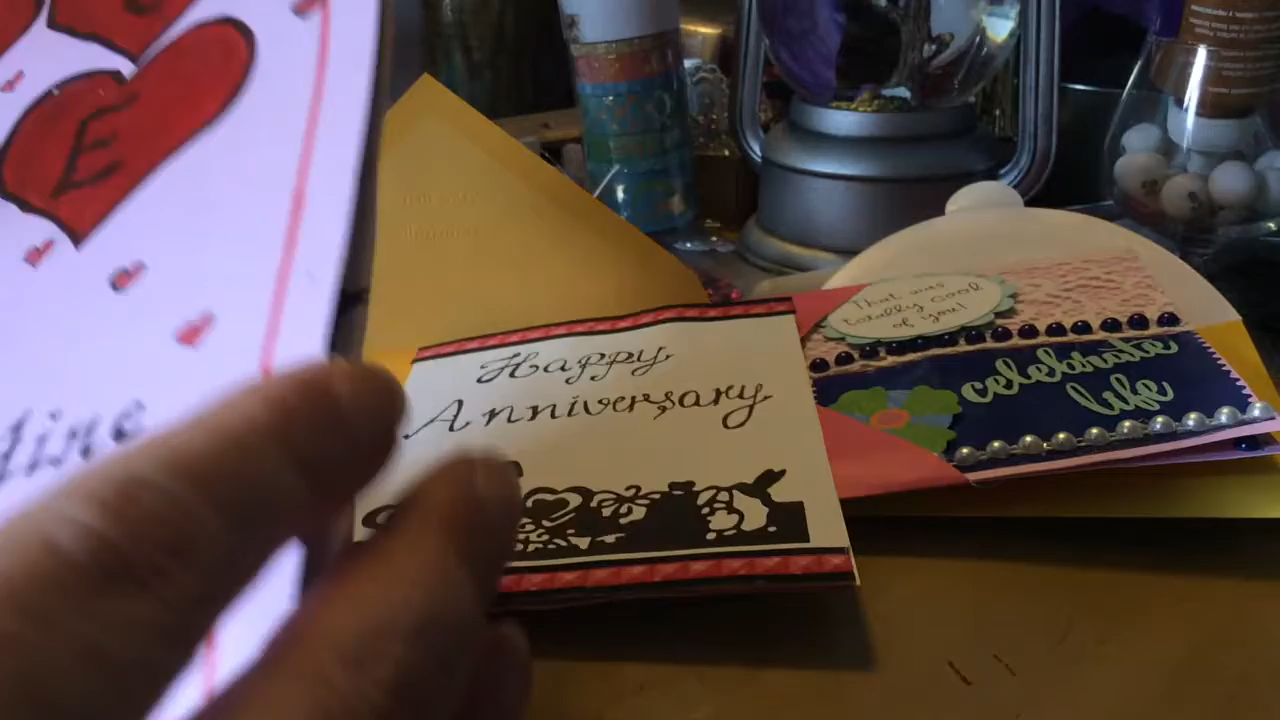 E
Happy
Anniversary
That was
totally cool
of you!
celebrate
life